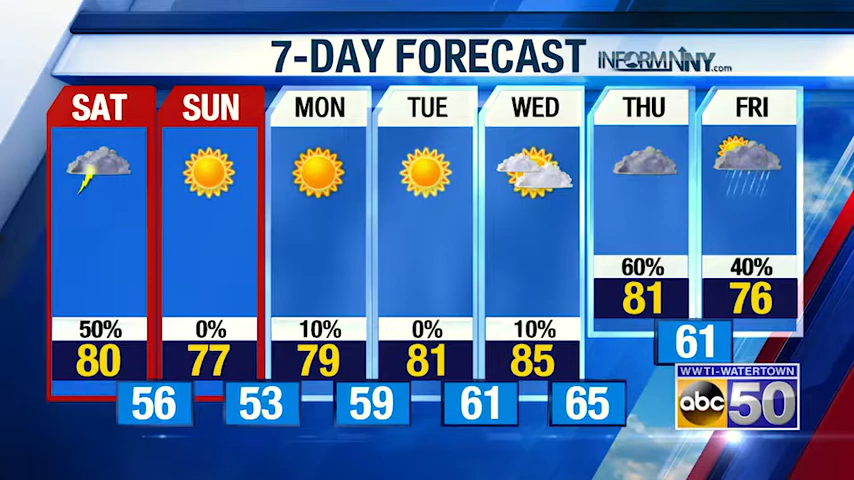 7-DAY FORECAST INFORMNNY.com
SAT SUN MON TUE WED THU FRI
60% 40%
81 76
50% 0% 10% 0% 10%
80 77 79 81 85
61
56 53 59 61 65
WWTI-WATERTOWN
abc 50